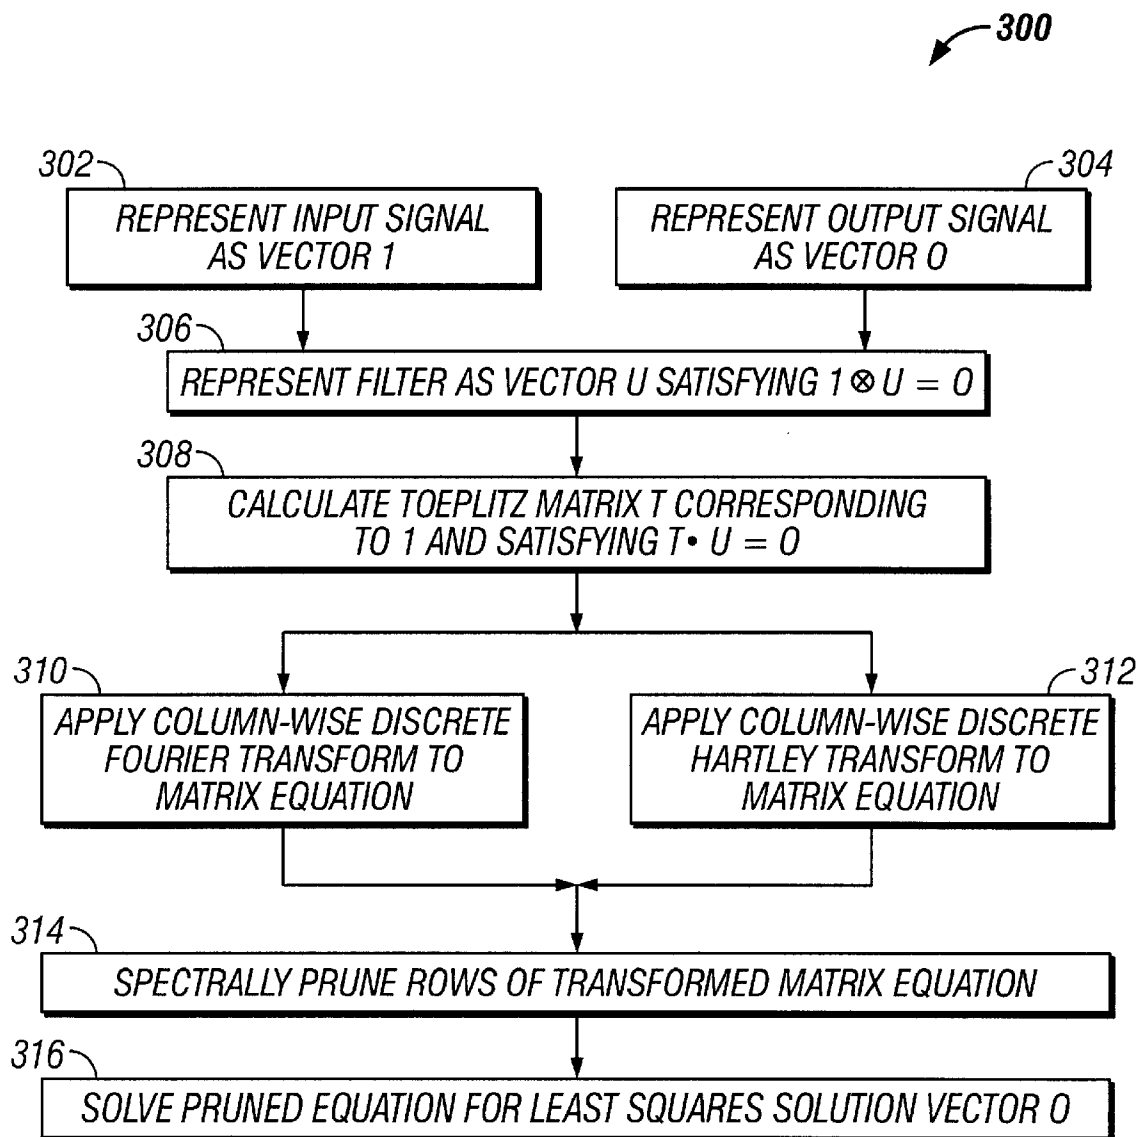 300
302
304
REPRESENT INPUT SIGNAL
AS VECTOR 1
REPRESENT OUTPUT SIGNAL
AS VECTOR O
306
REPRESENT FILTER AS VECTOR U SATISFYING 1 ⊗ U = O
308
CALCULATE TOEPLITZ MATRIX T CORRESPONDING
TO 1 AND SATISFYING T• U = O
310
312
APPLY COLUMN-WISE DISCRETE
FOURIER TRANSFORM TO
MATRIX EQUATION
APPLY COLUMN-WISE DISCRETE
HARTLEY TRANSFORM TO
MATRIX EQUATION
314
SPECTRALLY PRUNE ROWS OF TRANSFORMED MATRIX EQUATION
316
SOLVE PRUNED EQUATION FOR LEAST SQUARES SOLUTION VECTOR O